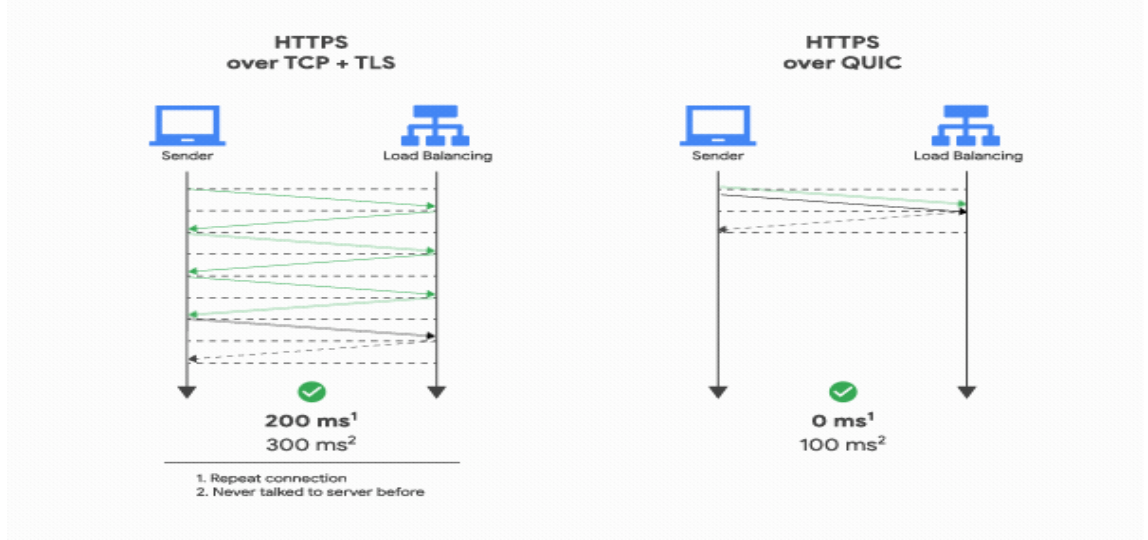 HTTPS
over TCP + TLS
Sender
Load Balancing
200 ms¹
300 ms²
1. Repeat connection
2. Never talked to server before
HTTPS
over QUIC
Sender
Load Balancing
0 ms¹
100 ms²